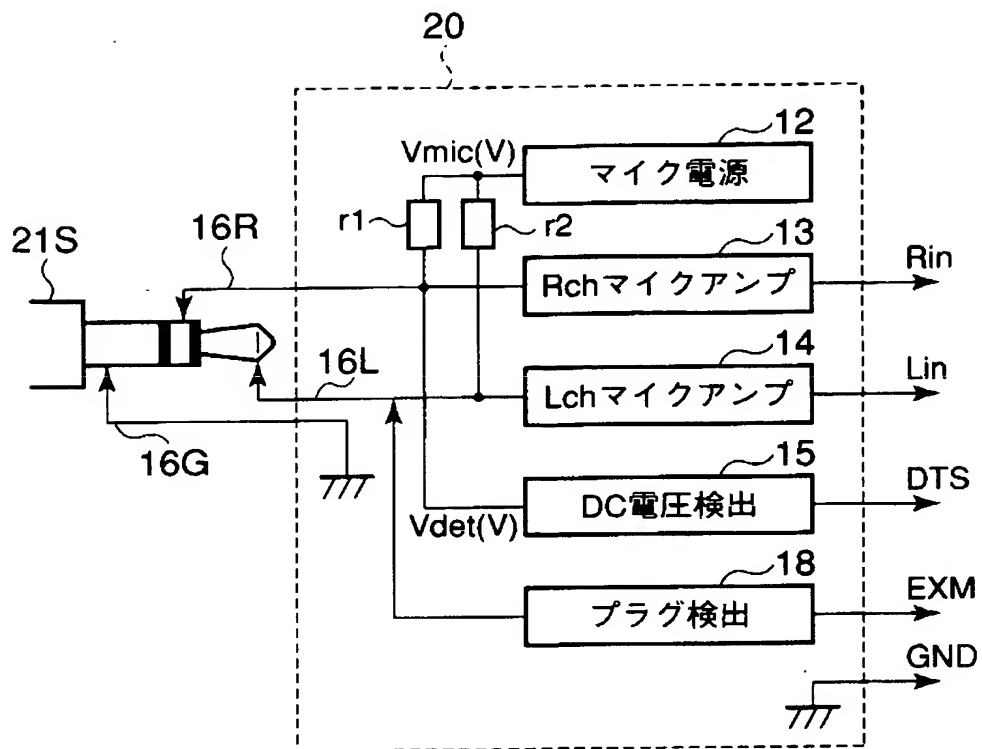 20
12
Vmic(V)
マイク電源
r1
r2
16R
21S
13
Rchマイクアンプ
Rin
14
16L
Lchマイクアンプ
Lin
16G
15
DC電圧検出
DTS
Vdet(V)
18
プラグ検出
EXM
GND